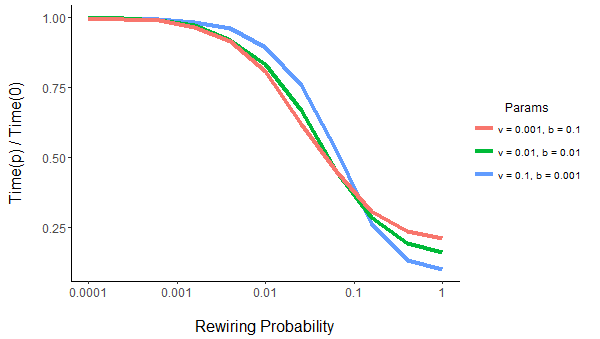 1.00
0.75
0.50
0.25
Time(p) / Time(0)
0.0001 0.001 0.01 0.1 1
Rewiring Probability
Params
v = 0.001, b = 0.1
v = 0.01, b = 0.01
v = 0.1, b = 0.001